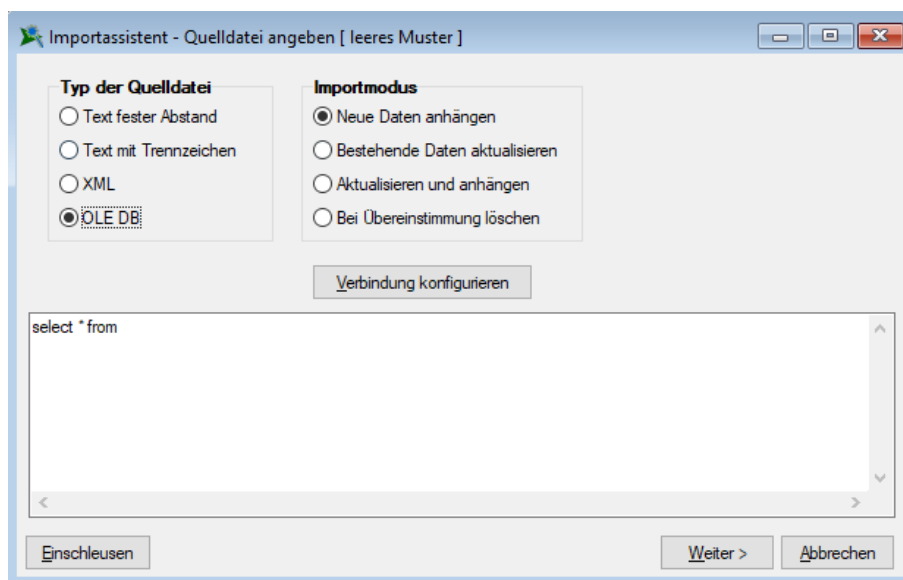 Importassistent - Quelldatei angeben [ leeres Muster ]
Typ der Quelldatei
Text fester Abstand
Text mit Trennzeichen
XML
OLE DB
Importmodus
Neue Daten anhängen
Bestehende Daten aktualisieren
Aktualisieren und anhängen
Bei Übereinstimmung löschen
Verbindung konfigurieren
select * from
Einschleusen
Weiter >
Abbrechen